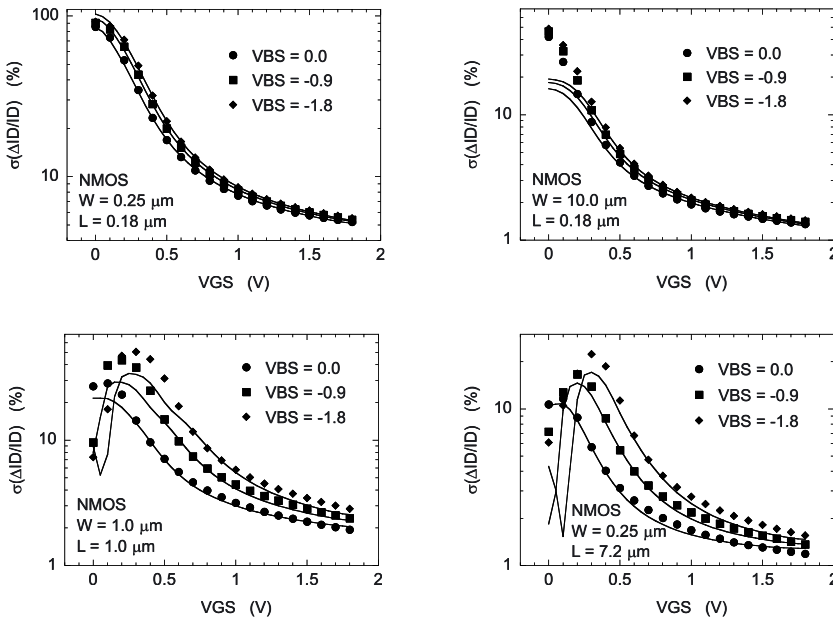 100
10
σ(ΔID/ID) (%)
VBS = 0.0
VBS = -0.9
VBS = -1.8
NMOS
W = 0.25 μm
L = 0.18 μm
0 0.5 1 1.5 2
VGS (V)
10
1
σ(ΔID/ID) (%)
VBS = 0.0
VBS = -0.9
VBS = -1.8
NMOS
W = 10.0 μm
L = 0.18 μm
0 0.5 1 1.5 2
VGS (V)
10
1
σ(ΔID/ID) (%)
VBS = 0.0
VBS = -0.9
VBS = -1.8
NMOS
W = 1.0 μm
L = 1.0 μm
0 0.5 1 1.5 2
VGS (V)
10
1
σ(ΔID/ID) (%)
VBS = 0.0
VBS = -0.9
VBS = -1.8
NMOS
W = 0.25 μm
L = 7.2 μm
0 0.5 1 1.5 2
VGS (V)